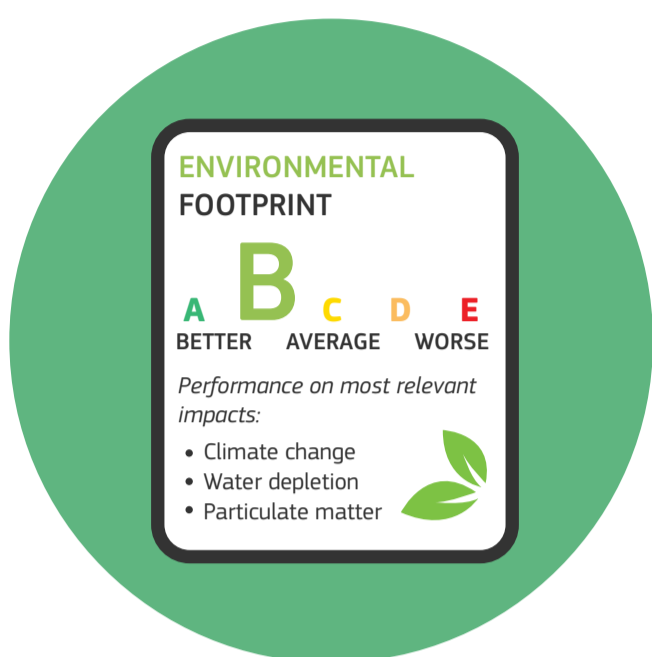 ENVIRONMENTAL
FOOTPRINT
A B C D E
BETTER AVERAGE WORSE
Performance on most relevant
impacts:
• Climate change
• Water depletion
• Particulate matter